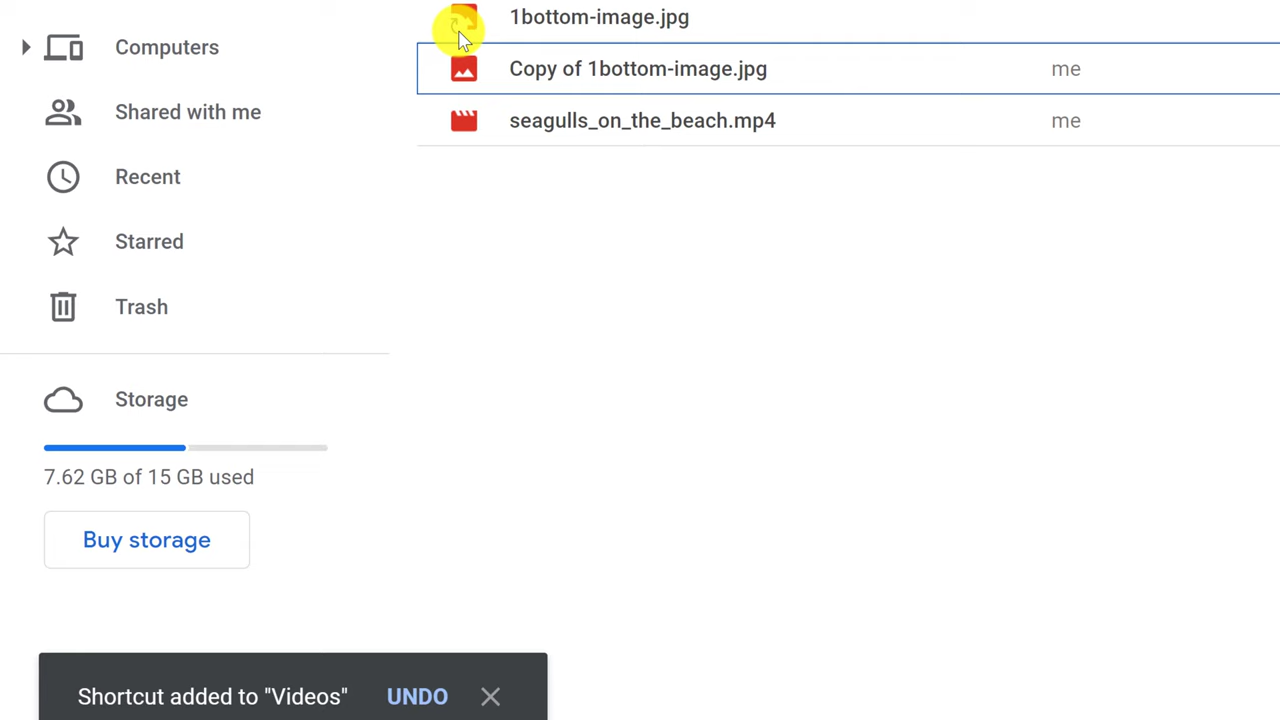 Computers
Shared with me
Recent
Starred
Trash
Storage
7.62 GB of 15 GB used
Buy storage
1bottom-image.jpg
Copy of 1bottom-image.jpg me
seagulls_on_the_beach.mp4 me
Shortcut added to "Videos" UNDO